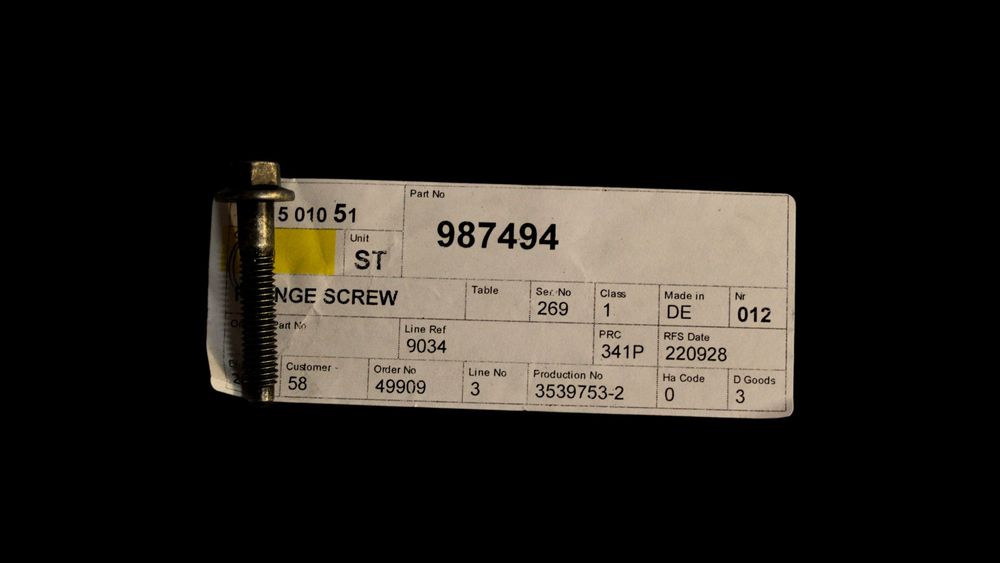 Part No
5 010 51
987494
Unit
ST
NGE SCREW
Table
Ser. No
269
Class
1
Made in
DE
Nr
012
art No
Line Ref
9034
PRC
341P
RFS Date
220928
Customer
58
Order No
49909
Line No
3
Production No
3539753-2
Ha Code
0
D Goods
3